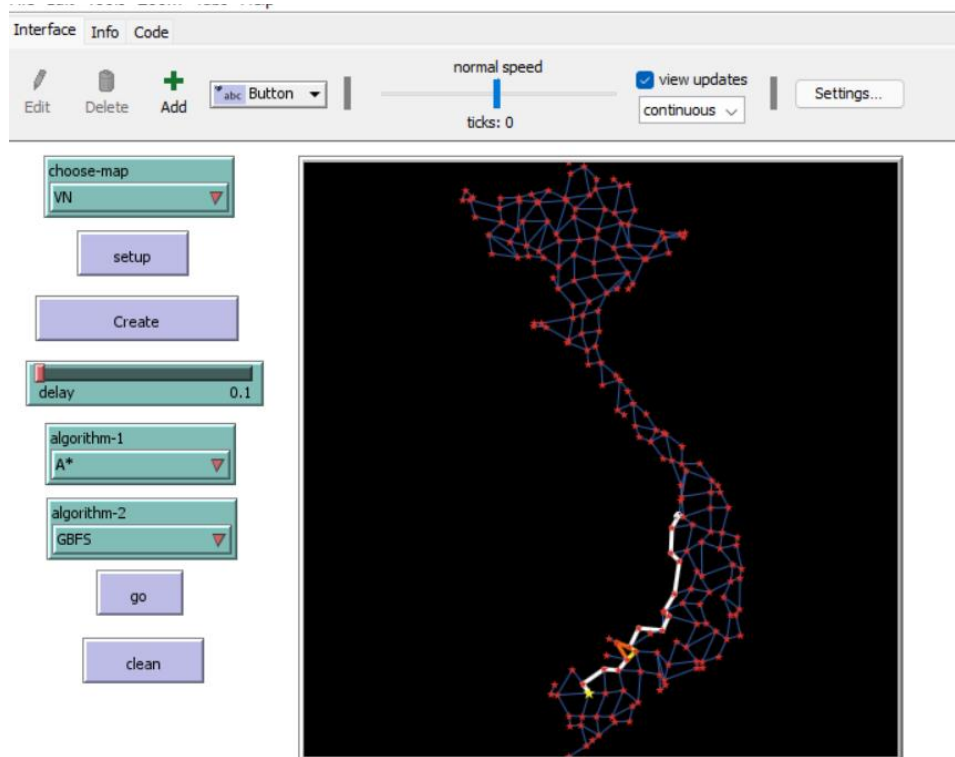 Interface Info Code
normal speed
Edit Delete Add abc Button
view updates
ticks: 0
continuous
Settings...
choose-map
VN
setup
Create
delay 0.1
algorithm-1
A*
algorithm-2
GBFS
go
clean